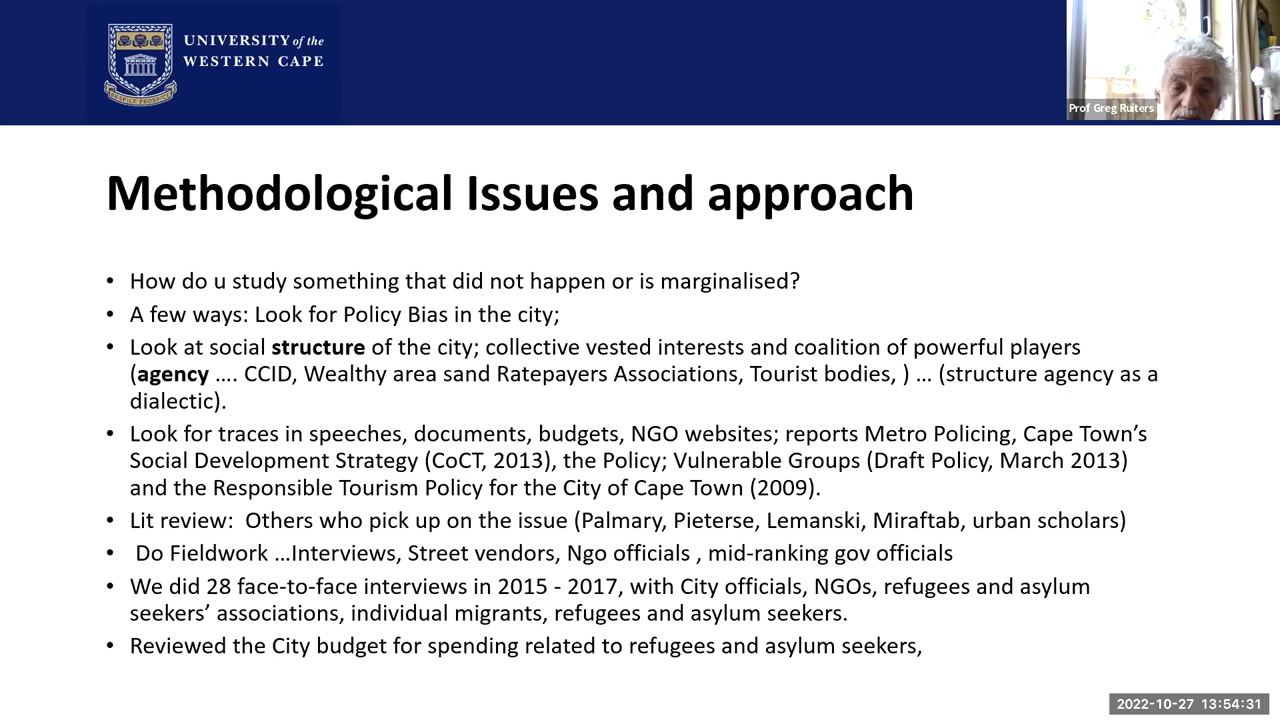 UNIVERSITY of the
WESTERN CAPE
Prof Greg Ruiters
Methodological Issues and approach
• How do u study something that did not happen or is marginalised?
• A few ways: Look for Policy Bias in the city;
• Look at social structure of the city; collective vested interests and coalition of powerful players
(agency …. CCID, Wealthy area sand Ratepayers Associations, Tourist bodies, ) … (structure agency as a
dialectic).
• Look for traces in speeches, documents, budgets, NGO websites; reports Metro Policing, Cape Town’s
Social Development Strategy (CoCT, 2013), the Policy; Vulnerable Groups (Draft Policy, March 2013)
and the Responsible Tourism Policy for the City of Cape Town (2009).
• Lit review:  Others who pick up on the issue (Palmary, Pieterse, Lemanski, Miraftab, urban scholars)
•  Do Fieldwork …Interviews, Street vendors, Ngo officials , mid-ranking gov officials
• We did 28 face-to-face interviews in 2015 - 2017, with City officials, NGOs, refugees and asylum
seekers’ associations, individual migrants, refugees and asylum seekers.
• Reviewed the City budget for spending related to refugees and asylum seekers,
2022-10-27 13:54:31